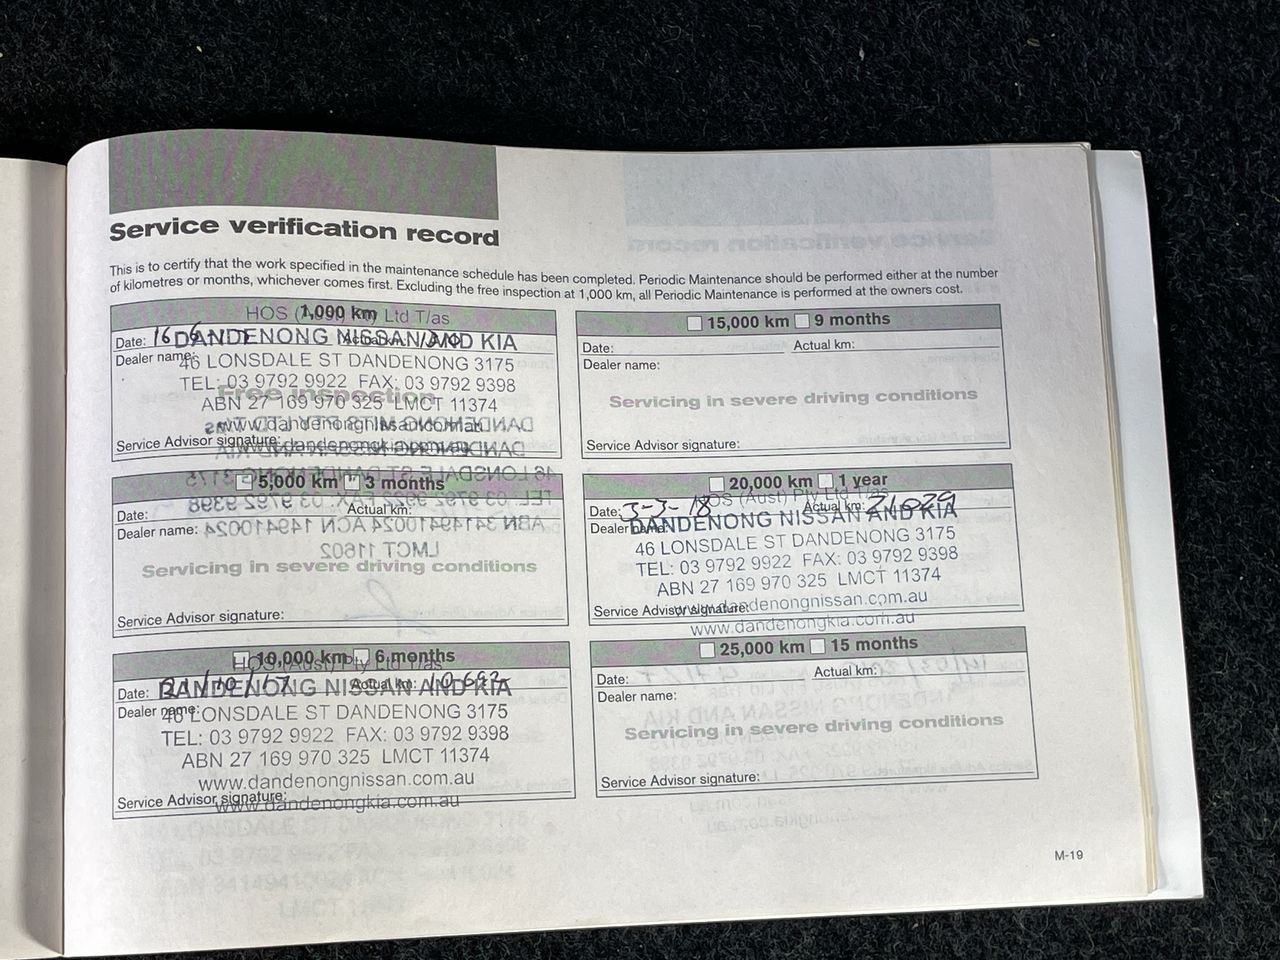 Service verification record
This is to certify that the work specified in the maintenance schedule has been completed. Periodic Maintenance should be performed either at the number
of kilometres or months, whichever comes first. Excluding the free inspection at 1,000 km, all Periodic Maintenance is performed at the owners cost.
1,000 km
HOS Pty Ltd T/as
Date: 16
Actual km:
DANDENONG NISSAN AND KIA
Dealer name:
46 LONSDALE ST DANDENONG 3175
TEL: 03 9792 9922 FAX: 03 9792 9398
Free inspection
ABN 27 169 970 325 LMCT 11374
www.dandenongnissan.com.au
Service Advisor signature:
www.dandenongkia.com.au
5,000 km 3 months
Date: Actual km:
Dealer name:
Servicing in severe driving conditions
Service Advisor signature:
10,000 km 6 months
HOS (Aust) Pty Ltd T/as
Date: Actual km: 10692
DANDENONG NISSAN AND KIA
Dealer name:
46 LONSDALE ST DANDENONG 3175
TEL: 03 9792 9922 FAX: 03 9792 9398
ABN 27 169 970 325 LMCT 11374
www.dandenongnissan.com.au
Service Advisor signature:
www.dandenongkia.com.au
15,000 km 9 months
Date: Actual km:
Dealer name:
Servicing in severe driving conditions
Service Advisor signature:
20,000 km 1 year
HOS (Aust) Pty Ltd T/as
Date: 3-3-18 Actual km: 21029
DANDENONG NISSAN AND KIA
Dealer name:
46 LONSDALE ST DANDENONG 3175
TEL: 03 9792 9922 FAX: 03 9792 9398
ABN 27 169 970 325 LMCT 11374
www.dandenongnissan.com.au
Service Advisor signature:
www.dandenongkia.com.au
25,000 km 15 months
Date: Actual km:
Dealer name:
Servicing in severe driving conditions
Service Advisor signature:
M-19